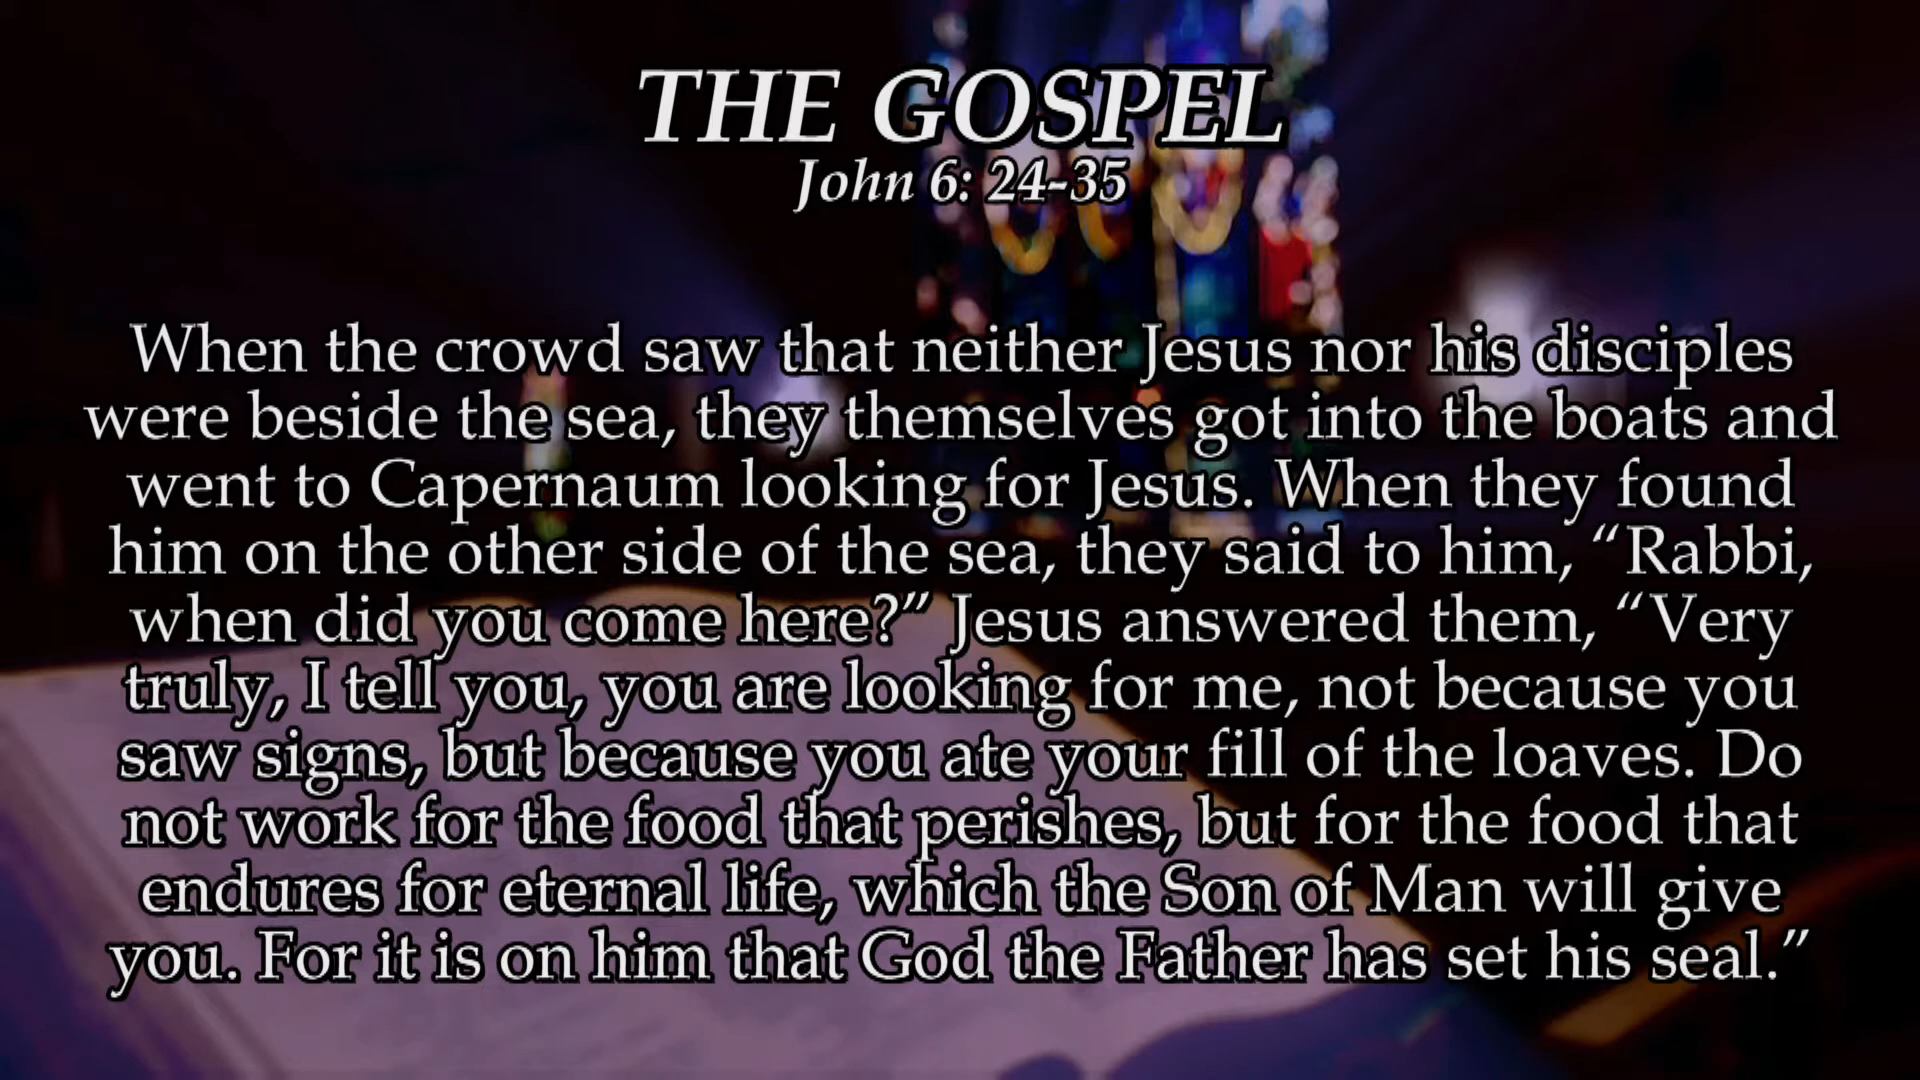 THE GOSPEL
John 6: 24-35
When the crowd saw that neither Jesus nor his disciples
were beside the sea, they themselves got into the boats and
went to Capernaum looking for Jesus. When they found
him on the other side of the sea, they said to him, “Rabbi,
when did you come here?” Jesus answered them, “Very
truly, I tell you, you are looking for me, not because you
saw signs, but because you ate your fill of the loaves. Do
not work for the food that perishes, but for the food that
endures for eternal life, which the Son of Man will give
you. For it is on him that God the Father has set his seal.”